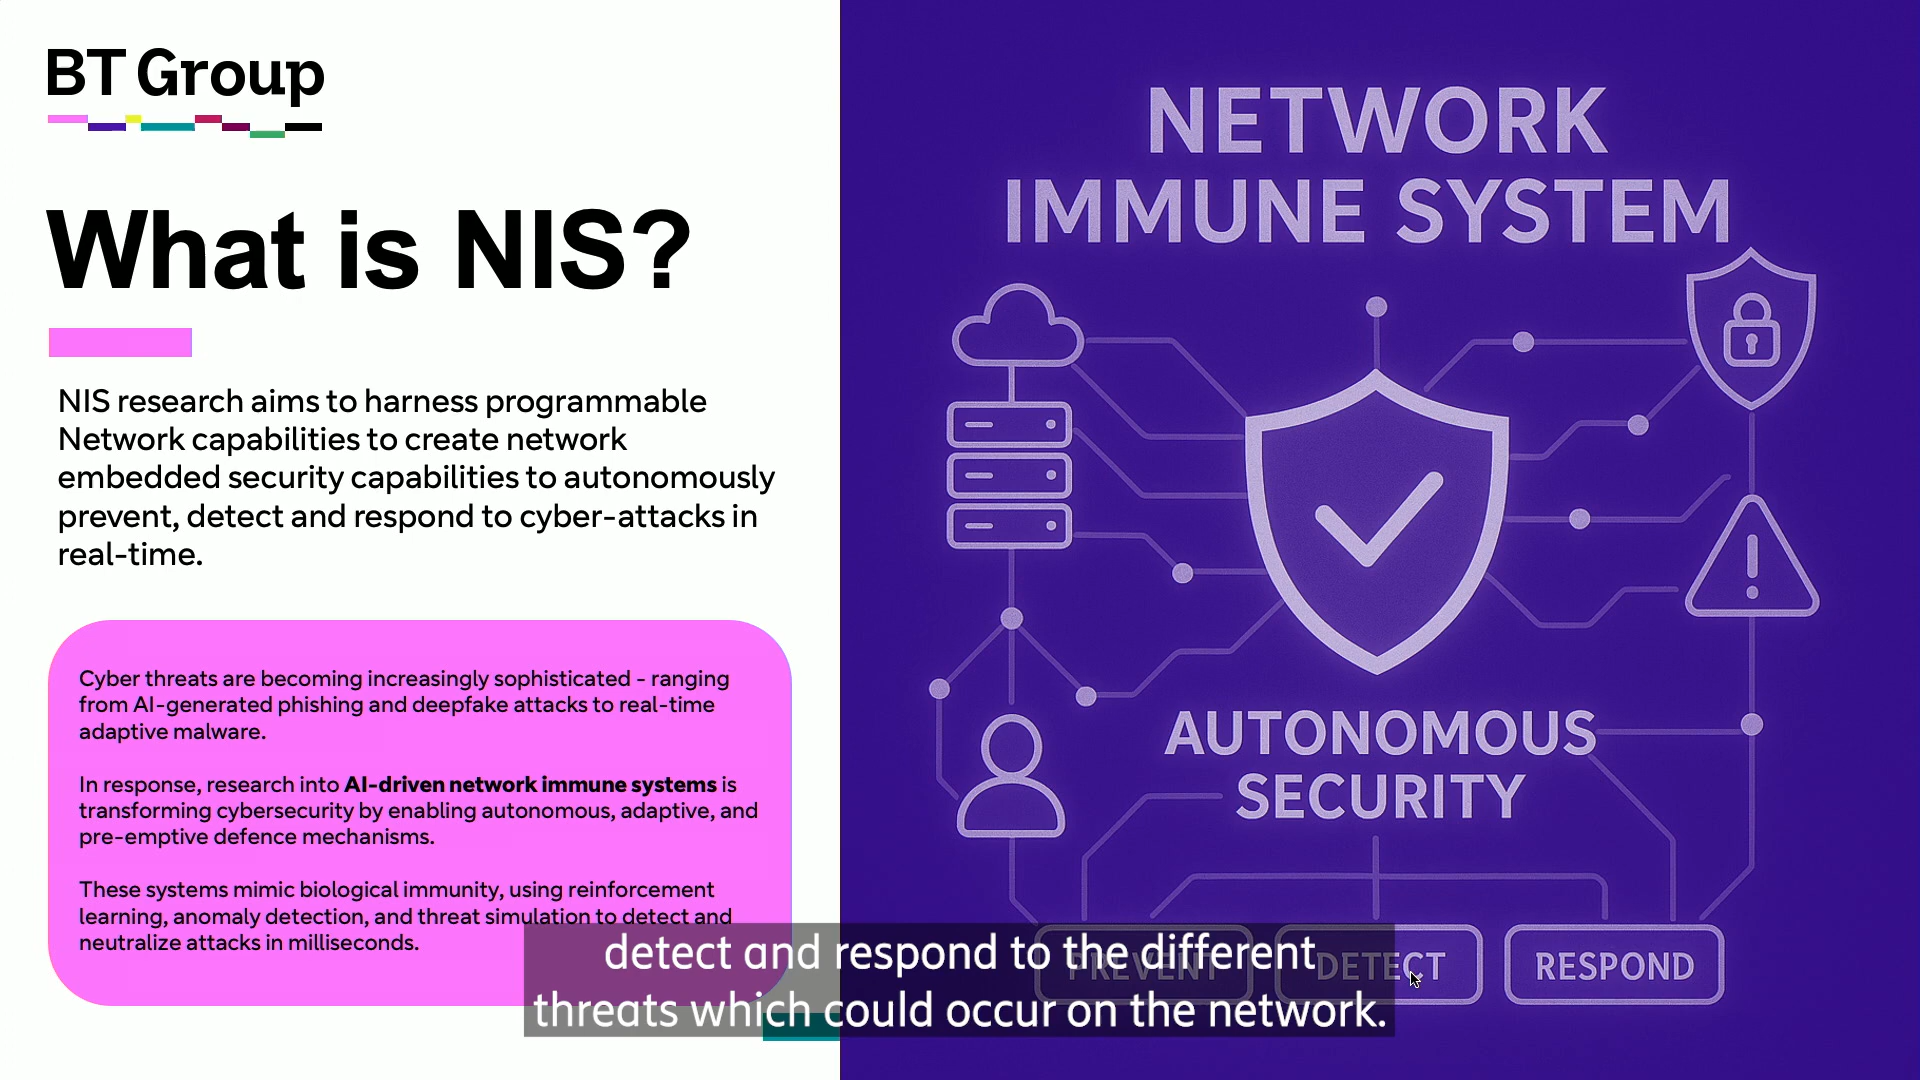 BT Group
What is NIS?
NIS research aims to harness programmable
Network capabilities to create network
embedded security capabilities to autonomously
prevent, detect and respond to cyber-attacks in
real-time.
Cyber threats are becoming increasingly sophisticated - ranging
from AI-generated phishing and deepfake attacks to real-time
adaptive malware.
In response, research into AI-driven network immune systems is
transforming cybersecurity by enabling autonomous, adaptive, and
pre-emptive defence mechanisms.
These systems mimic biological immunity, using reinforcement
learning, anomaly detection, and threat simulation to detect and
neutralize attacks in milliseconds.
NETWORK
IMMUNE SYSTEM
AUTONOMOUS
SECURITY
PREVENT
DETECT
RESPOND
detect and respond to the different
threats which could occur on the network.